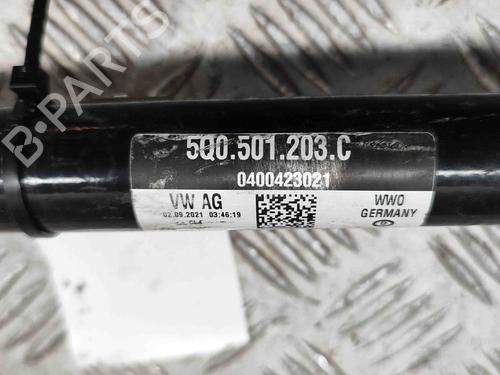 B-PARTS
5Q0.501.203.C
0400423021
VW AG
02.09.2021 03:46:19
WWO
GERMANY